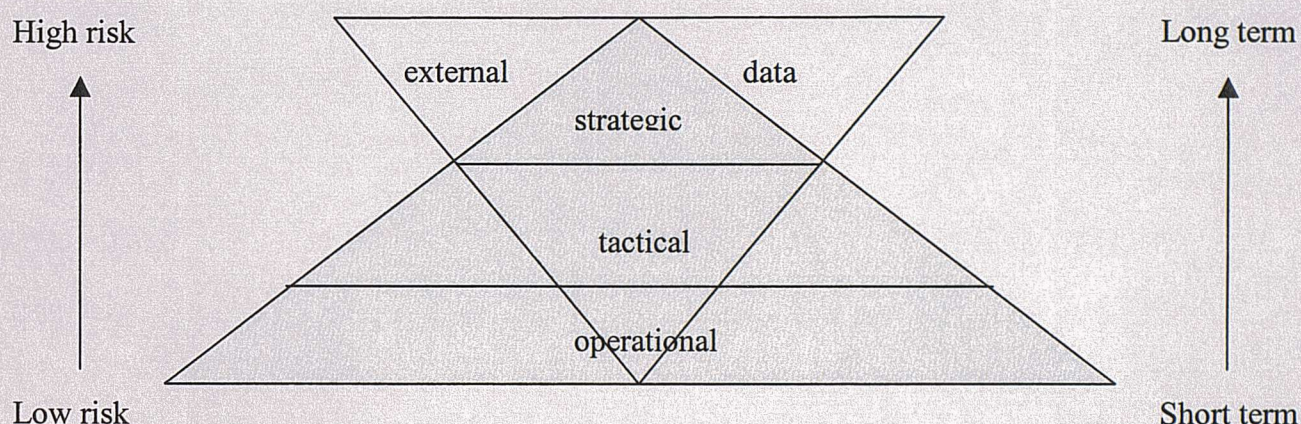 High risk
Long term
external
data
strategic
tactical
operational
Low risk
Short term